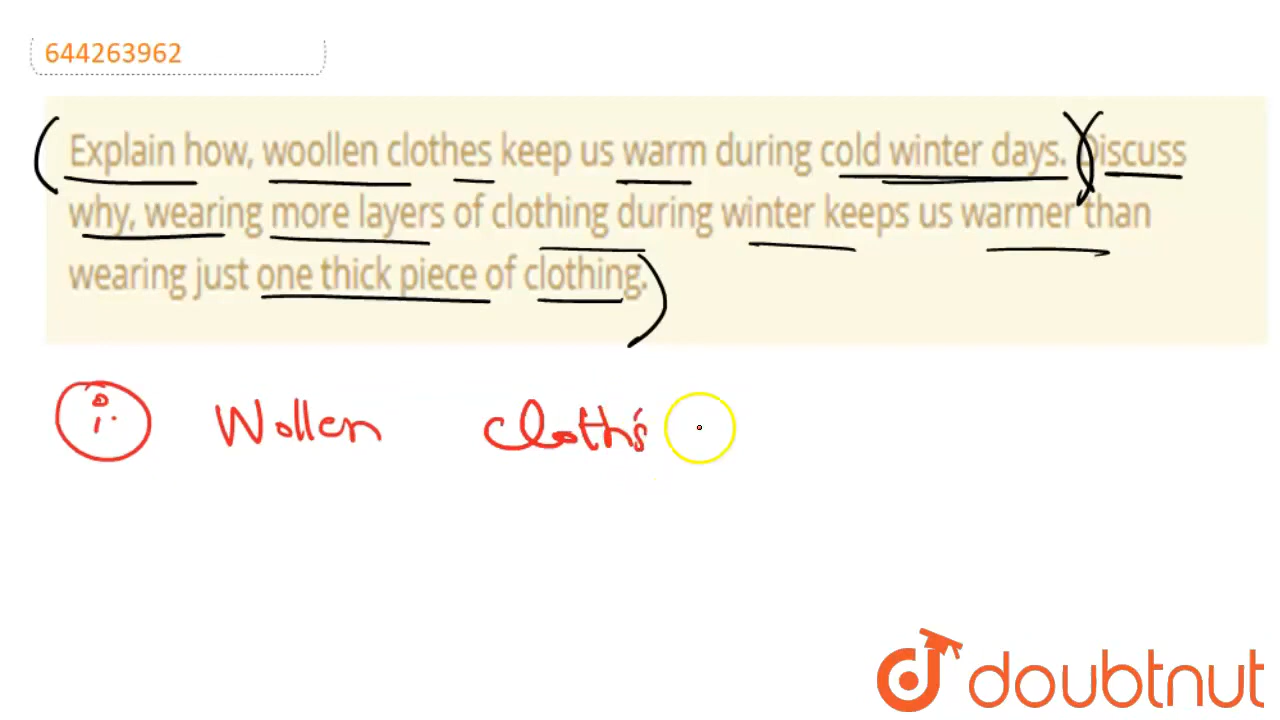 644263962
Explain how, woollen clothes keep us warm during cold winter days. Discuss
why, wearing more layers of clothing during winter keeps us warmer than
wearing just one thick piece of clothing.
i. Wollen Cloths
doubtnut